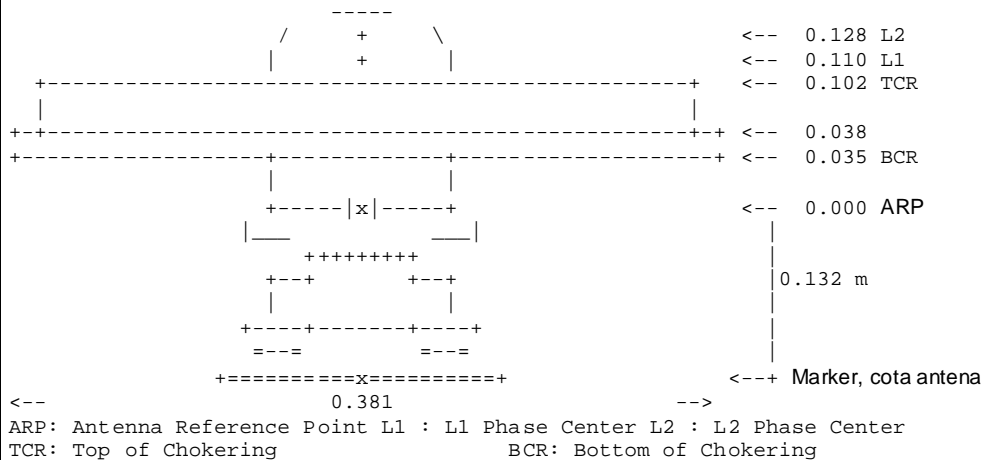 -----
/ + \ <-- 0.128 L2
| + | <-- 0.110 L1
+-----------------------------------------------------+ <-- 0.102 TCR
| |
+-+-----------------------------------------------------+-+ <-- 0.038
+--------------------+--------------+---------------------+ <-- 0.035 BCR
| |
+-----|x|-----+ <-- 0.000 ARP
|___ ___| |
+++++++++ |
+--+ +--+ |0.132 m
| | |
+----+-------+----+ |
=--= =--= |
+==========x==========+ <--+ Marker, cota antena
<-- 0.381 -->
ARP: Antenna Reference Point L1 : L1 Phase Center L2 : L2 Phase Center
TCR: Top of Chokering BCR: Bottom of Chokering